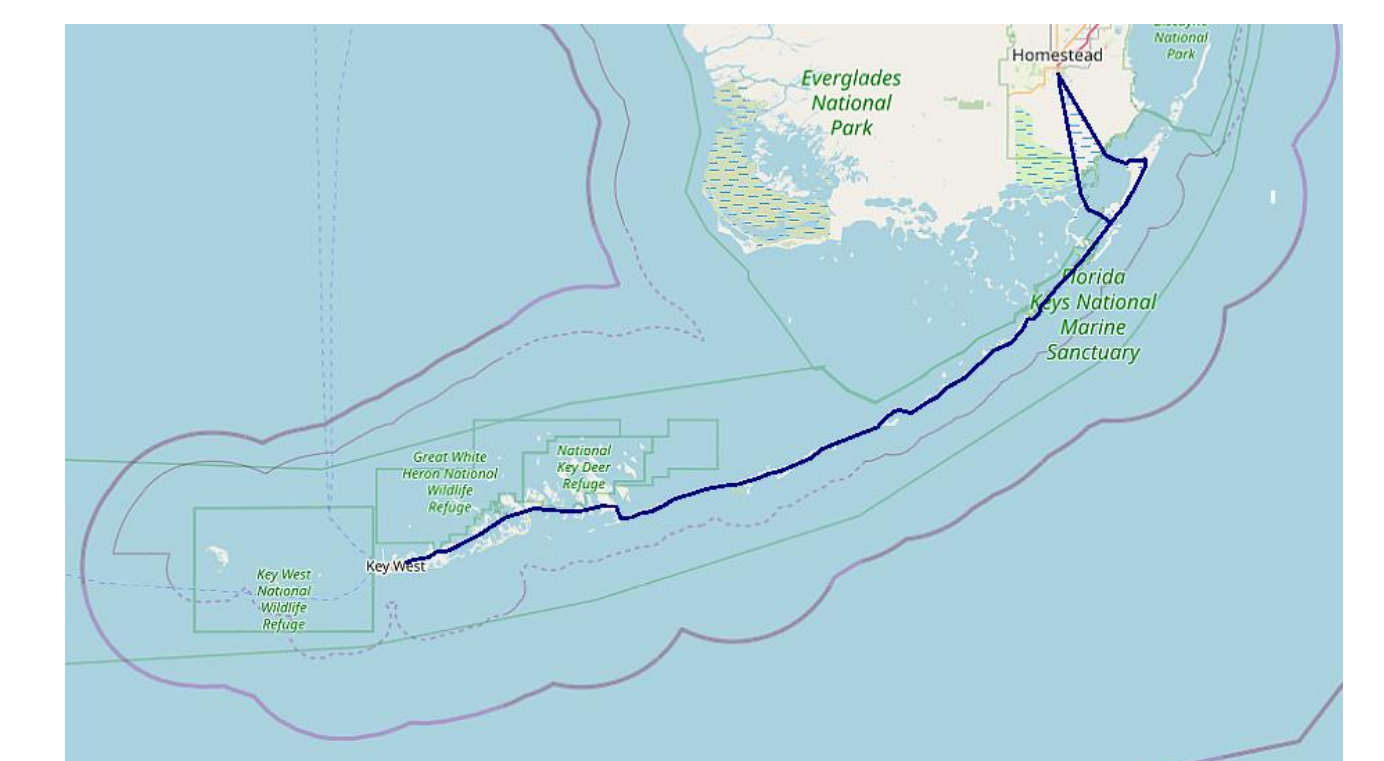 National
Park
Homestead
Everglades
National
Park
Florida
Keys National
Marine
Sanctuary
Great White
Heron National
Wildlife
Refuge
National
Key Deer
Refuge
Key West
Key West
National
Wildlife
Refuge